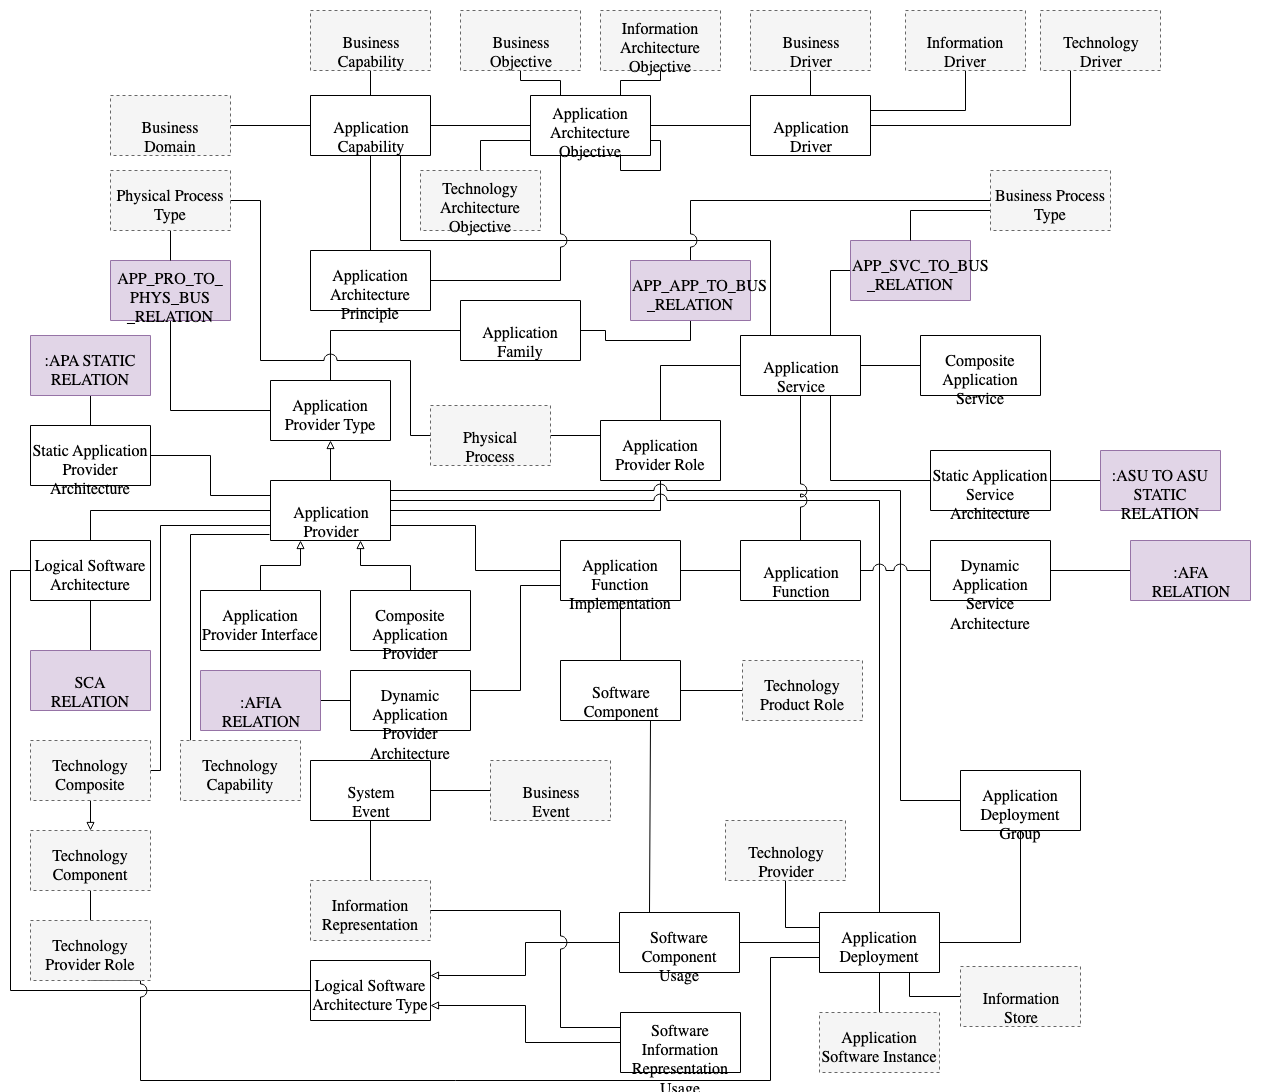 Business
Capability
Business
Objective
Information
Architecture
Objective
Business
Driver
Information
Driver
Technology
Driver
Business
Domain
Application
Capability
Application
Architecture
Objective
Application
Driver
Physical Process
Type
Technology
Architecture
Objective
Business Process
Type
APP_PRO_TO_
PHYS_BUS
_RELATION
Application
Architecture
Principle
APP_APP_TO_BUS
_RELATION
APP_SVC_TO_BUS
_RELATION
Application
Family
:APA STATIC
RELATION
Application
Service
Composite
Application
Service
Application
Provider Type
Physical
Process
Application
Provider Role
Static Application
Provider
Architecture
Static Application
Service
Architecture
:ASU TO ASU
STATIC
RELATION
Application
Provider
Logical Software
Architecture
Application
Function
Implementation
Application
Function
Dynamic
Application
Service
Architecture
:AFA
RELATION
Application
Provider Interface
Composite
Application
Provider
SCA
RELATION
:AFIA
RELATION
Dynamic
Application
Provider
Architecture
Software
Component
Technology
Product Role
Technology
Composite
Technology
Capability
System
Event
Business
Event
Application
Deployment
Group
Technology
Component
Technology
Provider
Information
Representation
Technology
Provider Role
Software
Component
Usage
Application
Deployment
Logical Software
Architecture Type
Information
Store
Software
Information
Representation
Usage
Application
Software Instance